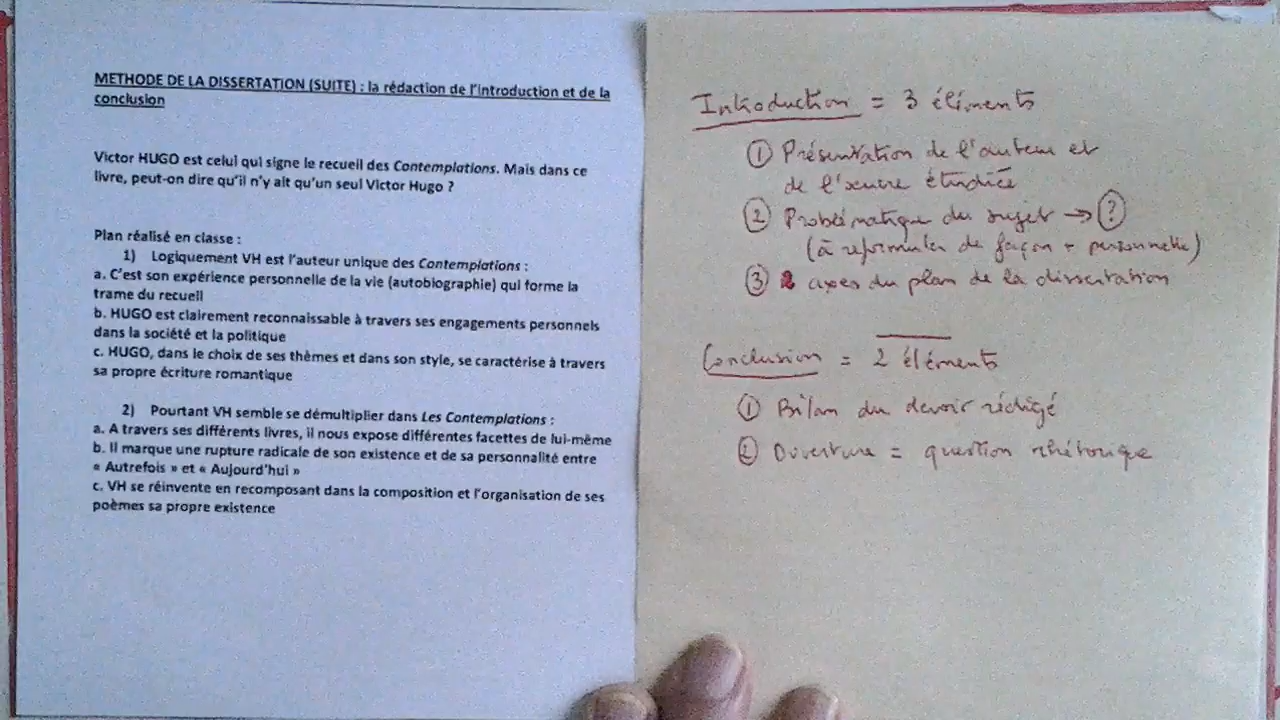 METHODE DE LA DISSERTATION (SUITE) : la rédaction de l'introduction et de la
conclusion
Victor HUGO est celui qui signe le recueil des Contemplations. Mais dans ce
livre, peut-on dire qu'il n'y ait qu'un seul Victor Hugo ?
Plan réalisé en classe :
1) Logiquement VH est l'auteur unique des Contemplations :
a. C'est son expérience personnelle de la vie (autobiographie) qui forme la
trame du recueil
b. HUGO est clairement reconnaissable à travers ses engagements personnels
dans la société et la politique
c. HUGO, dans le choix de ses thèmes et dans son style, se caractérise à travers
sa propre écriture romantique
2) Pourtant VH semble se démultiplier dans Les Contemplations :
a. A travers ses différents livres, il nous expose différentes facettes de lui-même
b. Il marque une rupture radicale de son existence et de sa personnalité entre
« Autrefois » et « Aujourd'hui »
c. VH se réinvente en recomposant dans la composition et l'organisation de ses
poèmes sa propre existence
Introduction = 3 éléments
① Présentation de l'auteur et
de l'œuvre étudiée
② Problématique du sujet → ?
(à reformuler de façon + personnelle)
③ 2 axes du plan de la dissertation
Conclusion = 2 éléments
① Bilan du devoir rédigé
② Ouverture = question rhétorique